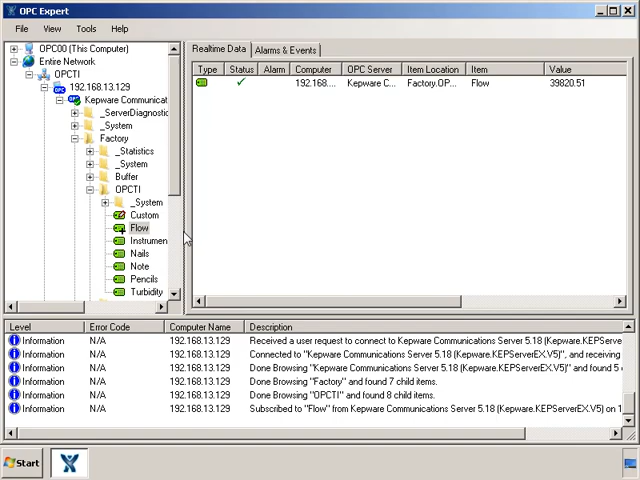 OPC Expert
File View Tools Help
OPC00 (This Computer)
Entire Network
OPCTI
192.168.13.129
Kepware Communicat
_ServerDiagnostic
_System
Factory
_Statistics
_System
Buffer
OPCTI
_System
Custom
Flow
Instrumen
Nails
Note
Pencils
Turbidity
Realtime Data Alarms & Events
Type Status Alarm Computer OPC Server Item Location Item Value
192.168.... Kepware C... Factory.OP... Flow 39820.51
Level Error Code Computer Name Description
Information N/A 192.168.13.129 Received a user request to connect to Kepware Communications Server 5.18 (Kepware.KEPServe
Information N/A 192.168.13.129 Connected to "Kepware Communications Server 5.18 (Kepware.KEPServerEX.V5)", and receiving
Information N/A 192.168.13.129 Done Browsing "Kepware Communications Server 5.18 (Kepware.KEPServerEX.V5)" and found 5 
Information N/A 192.168.13.129 Done Browsing "Factory" and found 7 child items.
Information N/A 192.168.13.129 Done Browsing "OPCTI" and found 8 child items.
Information N/A 192.168.13.129 Subscribed to "Flow" from Kepware Communications Server 5.18 (Kepware.KEPServerEX.V5) on 1
Start